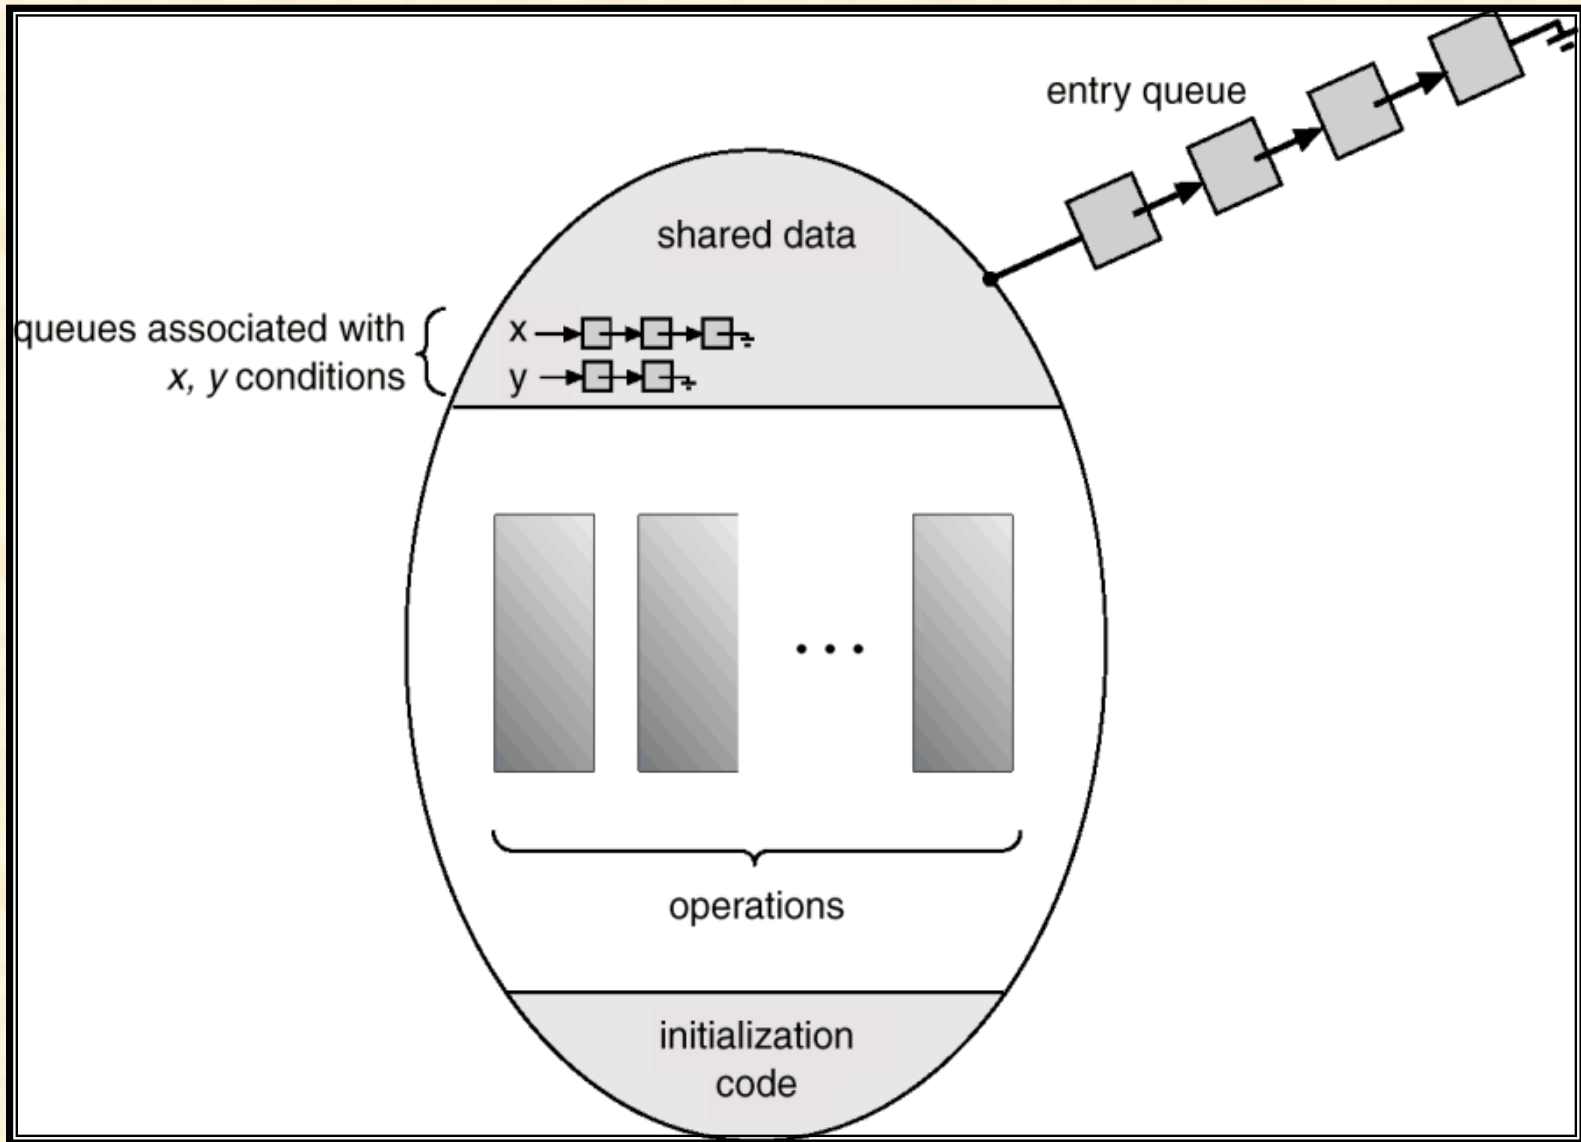 entry queue
shared data
queues associated with
x, y conditions
x
y
• • •
operations
initialization
code